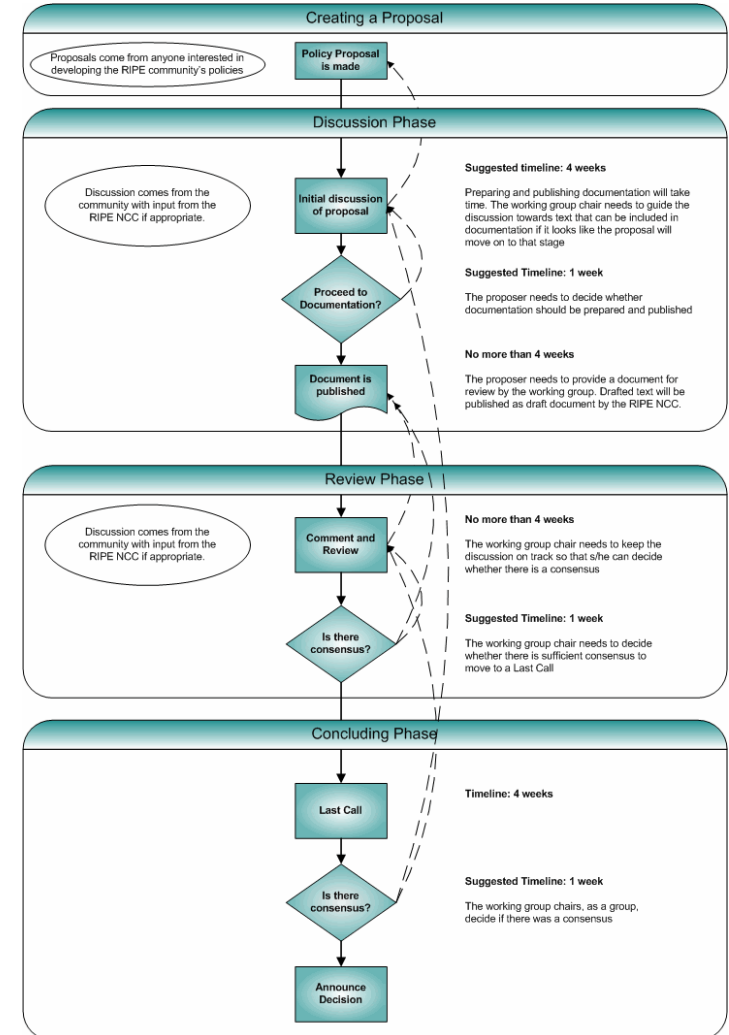 Creating a Proposal
Proposals come from anyone interested in
developing the RIPE community's policies
Policy Proposal
is made
Discussion Phase
Discussion comes from the
community with input from the
RIPE NCC if appropriate.
Initial discussion
of proposal
Suggested timeline: 4 weeks
Preparing and publishing documentation will take
time. The working group chair needs to guide the
discussion towards text that can be included in
documentation if it looks like the proposal will
move on to that stage
Proceed to
Documentation?
Suggested Timeline: 1 week
The proposer needs to decide whether
documentation should be prepared and published
Document is
published
No more than 4 weeks
The proposer needs to provide a document for
review by the working group. Drafted text will be
published as draft document by the RIPE NCC.
Review Phase
Discussion comes from the
community with input from the
RIPE NCC if appropriate.
Comment and
Review
No more than 4 weeks
The working group chair needs to keep the
discussion on track so that s/he can decide
whether there is a consensus
Is there
consensus?
Suggested Timeline: 1 week
The working group chair needs to decide
whether there is sufficient consensus to
move to a Last Call
Concluding Phase
Last Call
Timeline: 4 weeks
Is there
consensus?
Suggested Timeline: 1 week
The working group chairs, as a group,
decide if there was a consensus
Announce
Decision